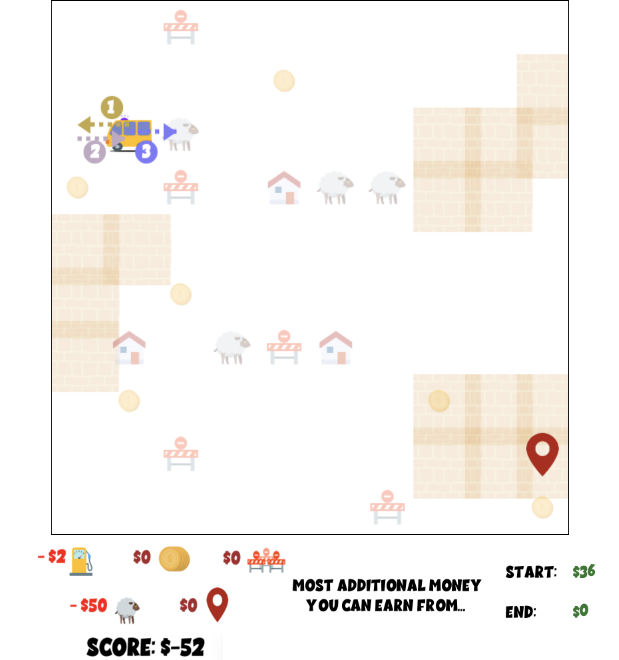 1
2
3
- $2
$0
$0
- $50
$0
MOST ADDITIONAL MONEY
YOU CAN EARN FROM...
START: $36
END: $0
SCORE: $-52